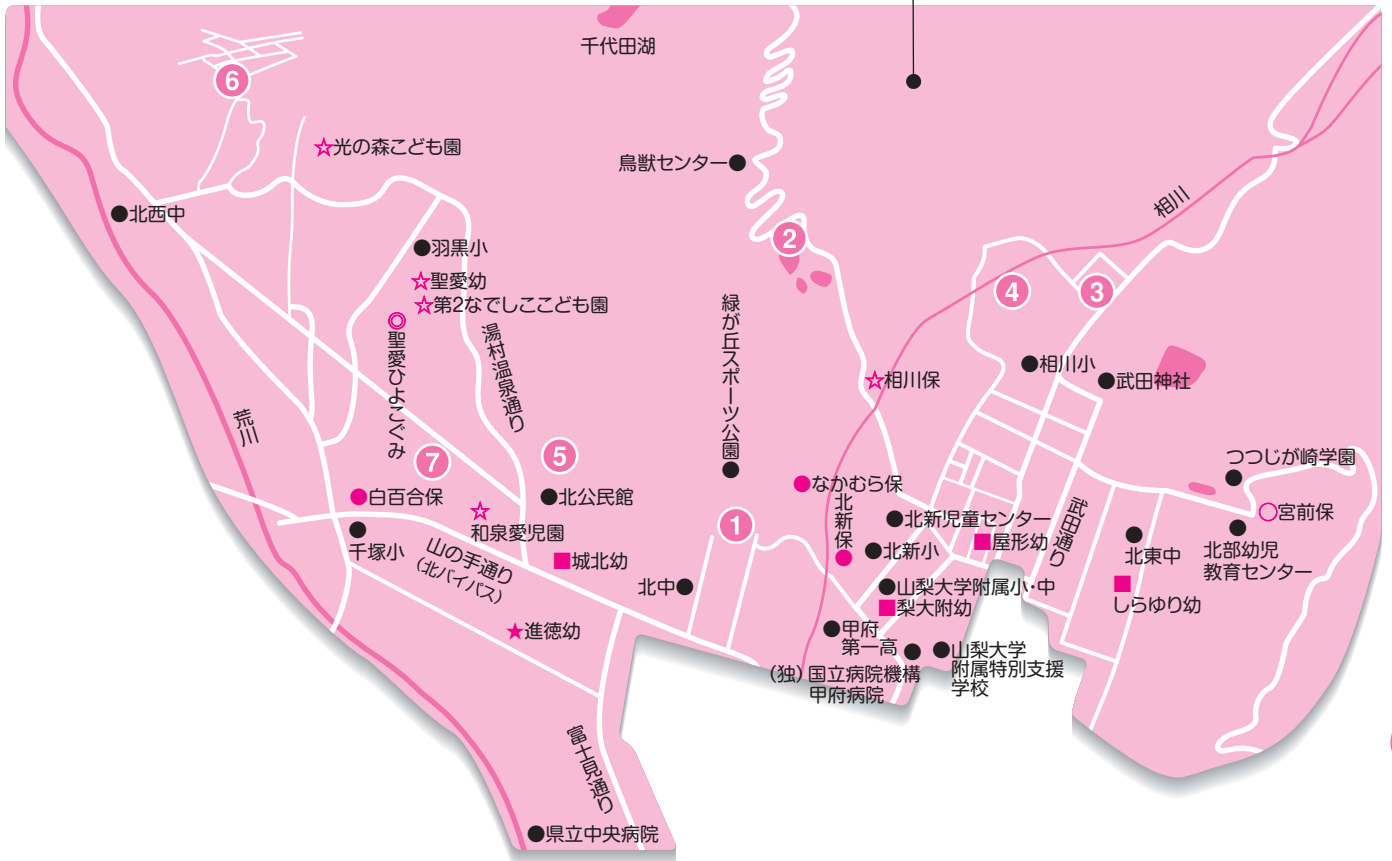 千代田湖
6
☆光の森こども園
鳥獣センター●
●北西中
相川
2
●羽黒小
☆聖愛幼
☆第2なでしここども園
◎聖愛ひよこぐみ
湯村温泉通り
4
3
緑が丘スポーツ公園
●相川小
☆相川保
●武田神社
荒川
7
5
つつじが崎学園
●白百合保
●北公民館
●なかむら保
武田通り
○宮前保
☆
和泉愛児園
1
北新保
●北新児童センター
■屋形幼
千塚小
山の手通り
(北バイパス)
■城北幼
●北新小
北東中
北部幼児
教育センター
北中●
●山梨大学附属小・中
■梨大附幼
しらゆり幼
★進徳幼
●甲府
第一高
●山梨大学
附属特別支援
学校
(独)国立病院機構
甲府病院
富士見通り
●県立中央病院